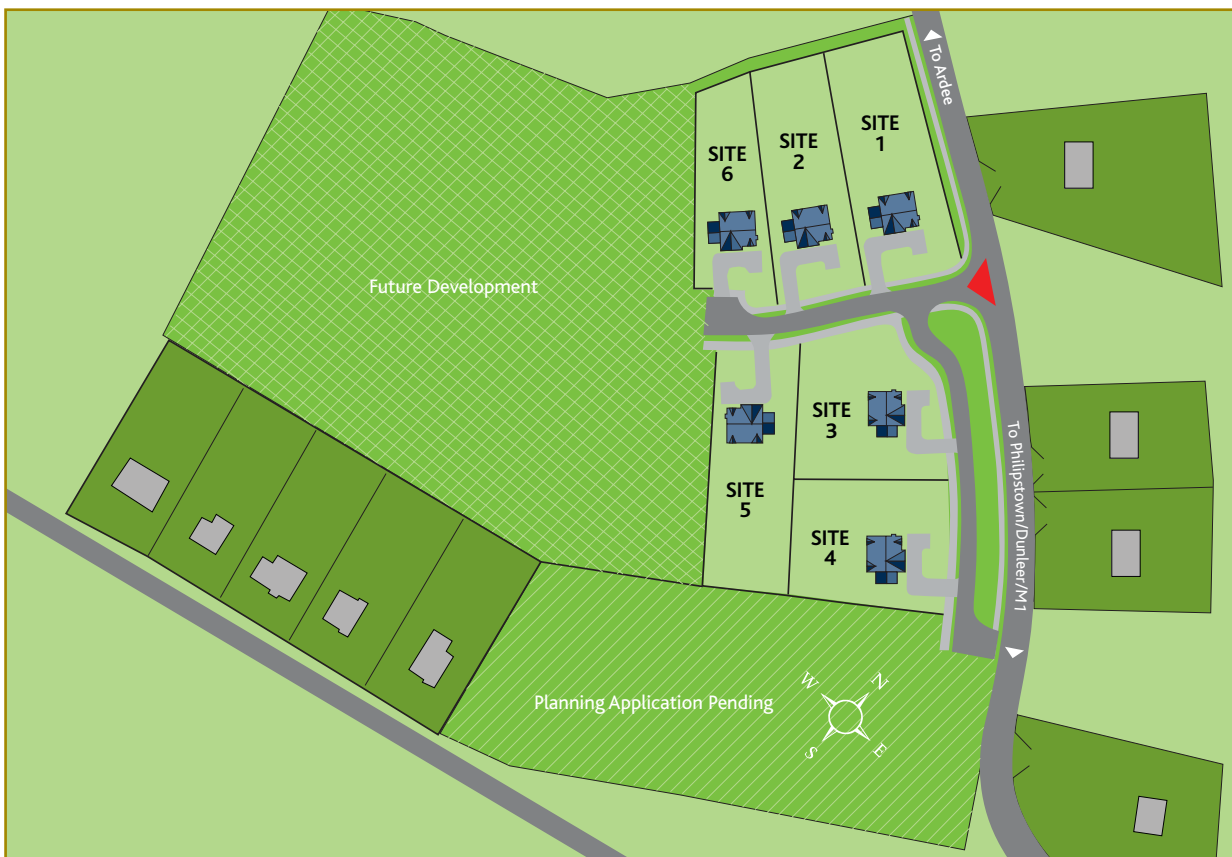 To Ardee
SITE
1
SITE
2
SITE
6
Future Development
SITE
3
SITE
4
SITE
5
To Philipstown/Dunleer/M1
Planning Application Pending
W
N
S
E